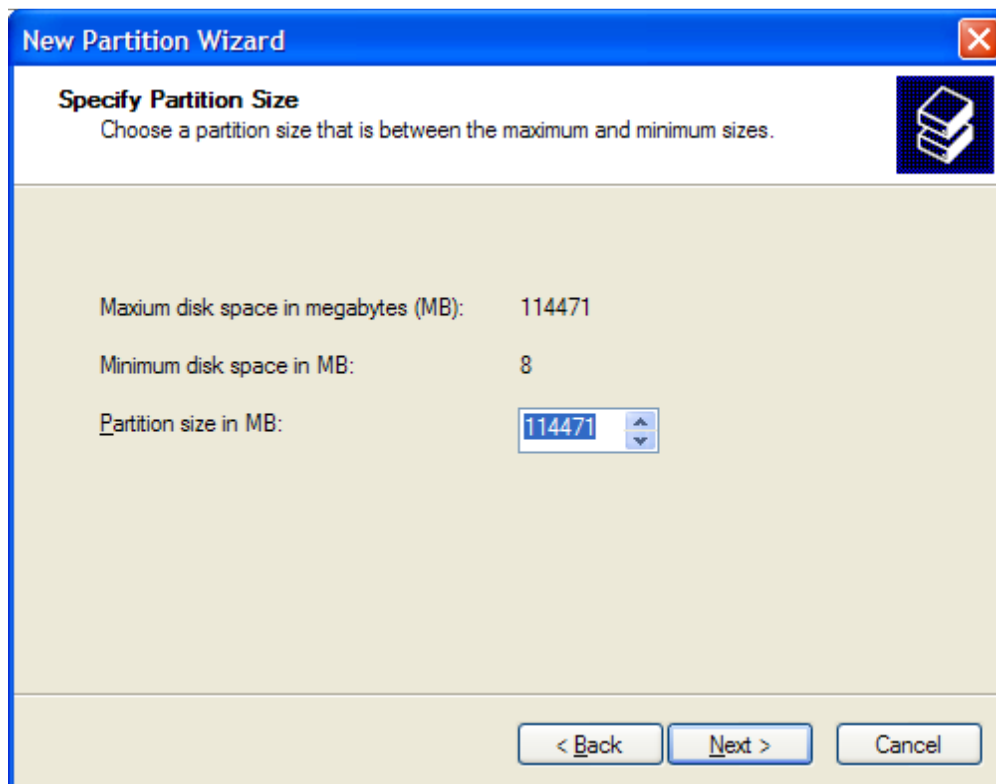 New Partition Wizard
Specify Partition Size
Choose a partition size that is between the maximum and minimum sizes.
Maxium disk space in megabytes (MB): 114471
Minimum disk space in MB: 8
Partition size in MB: 114471
< Back Next > Cancel